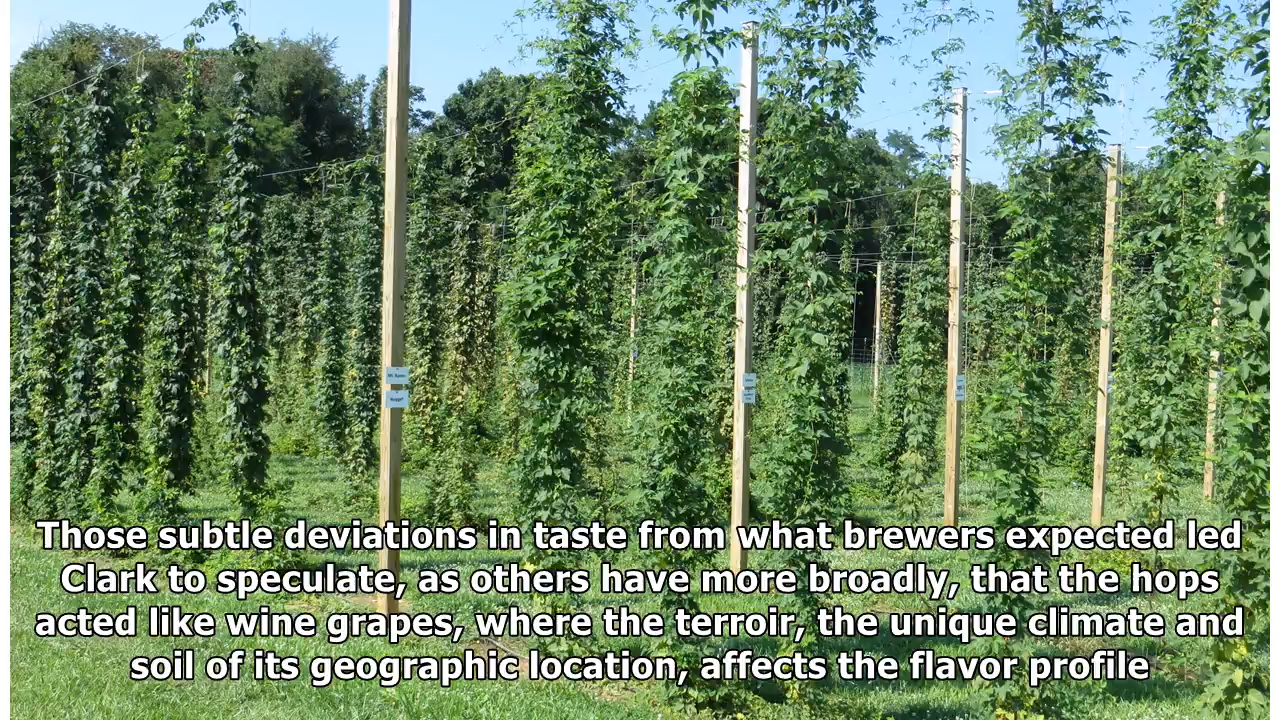 Nugget
Those subtle deviations in taste from what brewers expected led
Clark to speculate, as others have more broadly, that the hops
acted like wine grapes, where the terroir, the unique climate and
soil of its geographic location, affects the flavor profile